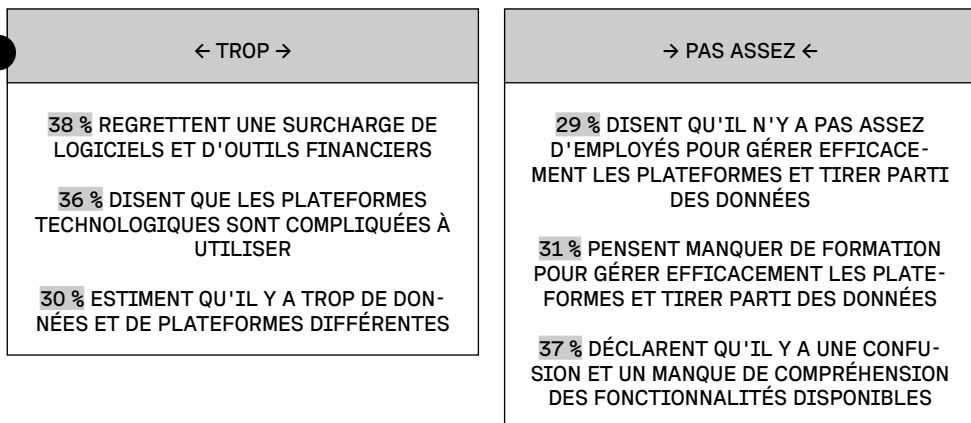 ← TROP →
38 % REGRETTENT UNE SURCHARGE DE
LOGICIELS ET D'OUTILS FINANCIERS
36 % DISENT QUE LES PLATEFORMES
TECHNOLOGIQUES SONT COMPLIQUÉES À
UTILISER
30 % ESTIMENT QU'IL Y A TROP DE DON-
NÉES ET DE PLATEFORMES DIFFÉRENTES
→ PAS ASSEZ ←
29 % DISENT QU'IL N'Y A PAS ASSEZ
D'EMPLOYÉS POUR GÉRER EFFICACE-
MENT LES PLATEFORMES ET TIRER PARTI
DES DONNÉES
31 % PENSENT MANQUER DE FORMATION
POUR GÉRER EFFICACEMENT LES PLATE-
FORMES ET TIRER PARTI DES DONNÉES
37 % DÉCLARENT QU'IL Y A UNE CONFU-
SION ET UN MANQUE DE COMPRÉHENSION
DES FONCTIONNALITÉS DISPONIBLES